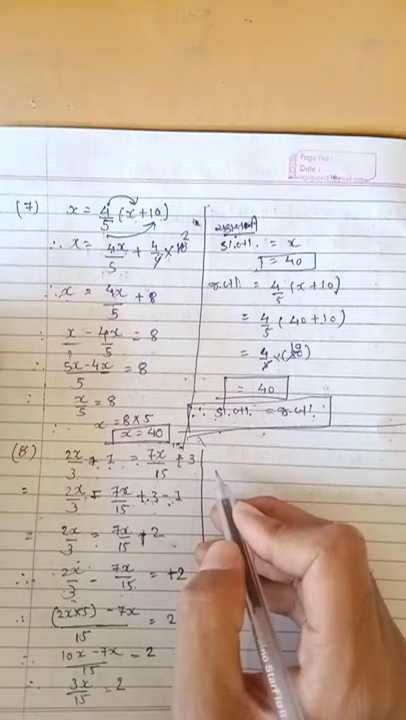 Page No
Date :
(7) x = 4/5 (x+10)
∴ x = 4x/5 + 4/5 × 10 2
∴ x = 4x/5 + 8
∴ x/1 - 4x/5 = 8
∴ 5x-4x/5 = 8
∴ x/5 = 8
∴ x = 8×5
x = 40
ડા.બા. = x
= 40
જ.બા. = 4/5 (x+10)
= 4/5 (40+10)
= 4/5 × (50) 10
= 40
∴ ડા.બા. = જ.બા.
(8) 2x/3 + 1 = 7x/15 + 3
= 2x/3 = 7x/15 + 3 - 1
= 2x/3 = 7x/15 + 2
∴ 2x/3 - 7x/15 = +2
∴ (2x×5) - 7x/15 = 2
∴ 10x - 7x/15 = 2
∴ 3x/15 = 2